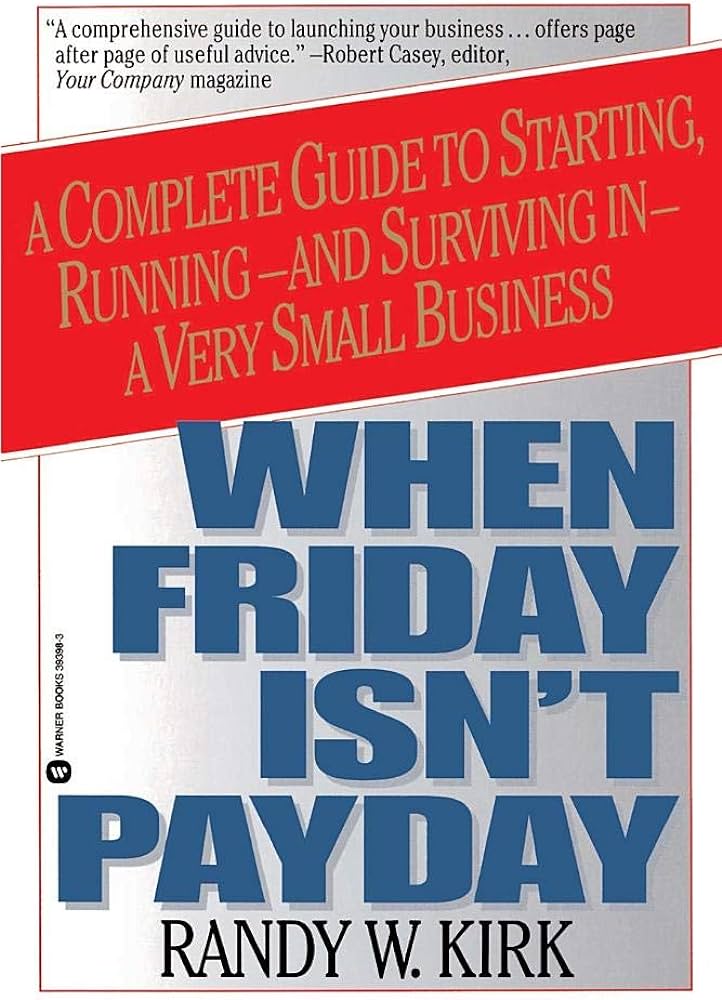 “A comprehensive guide to launching your business ... offers page
after page of useful advice.” –Robert Casey, editor,
Your Company magazine
A COMPLETE GUIDE TO STARTING,
RUNNING –AND SURVIVING IN–
A VERY SMALL BUSINESS
WHEN
FRIDAY
ISN'T
PAYDAY
WARNER BOOKS 39398-3
RANDY W. KIRK